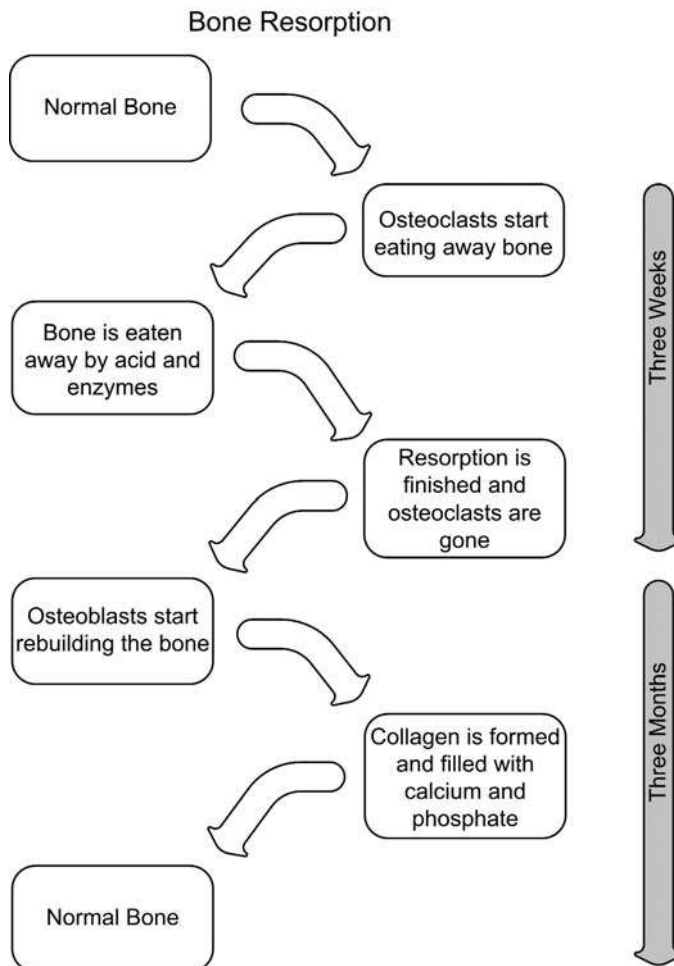 Bone Resorption
Normal Bone
Osteoclasts start
eating away bone
Three Weeks
Bone is eaten
away by acid and
enzymes
Resorption is
finished and
osteoclasts are
gone
Osteoblasts start
rebuilding the bone
Three Months
Collagen is formed
and filled with
calcium and
phosphate
Normal Bone